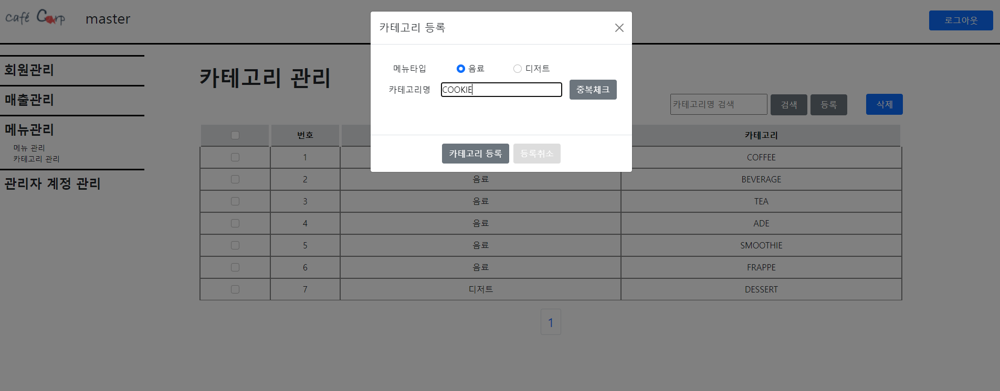 café Carp master
로그아웃
회원관리
매출관리
메뉴관리
메뉴 관리
카테고리 관리
관리자 계정 관리
카테고리 관리
카테고리명 검색 검색 등록 삭제
번호 카테고리
1 COFFEE
2 음료 BEVERAGE
3 음료 TEA
4 음료 ADE
5 음료 SMOOTHIE
6 음료 FRAPPE
7 디저트 DESSERT
1
카테고리 등록
메뉴타입 음료 디저트
카테고리명 COOKIE 중복체크
카테고리 등록 등록취소